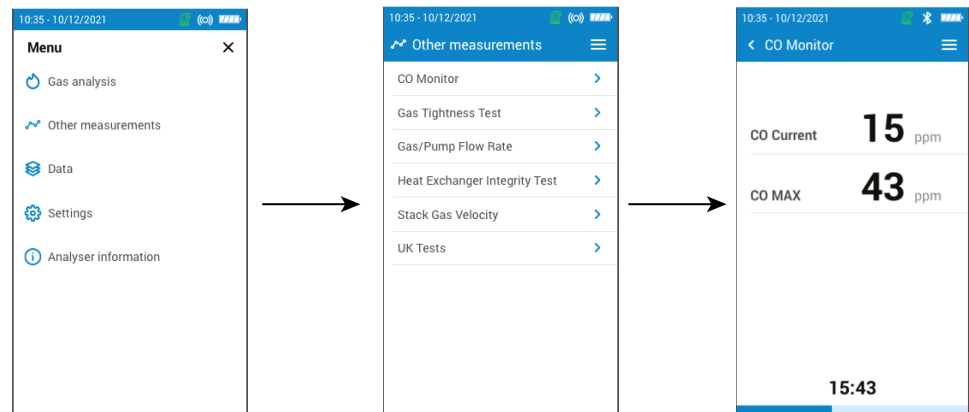 10:35 - 10/12/2021
Menu
Gas analysis
Other measurements
Data
Settings
Analyser information
10:35 - 10/12/2021
Other measurements
CO Monitor
Gas Tightness Test
Gas/Pump Flow Rate
Heat Exchanger Integrity Test
Stack Gas Velocity
UK Tests
10:35 - 10/12/2021
CO Monitor
CO Current 15 ppm
CO MAX 43 ppm
15:43